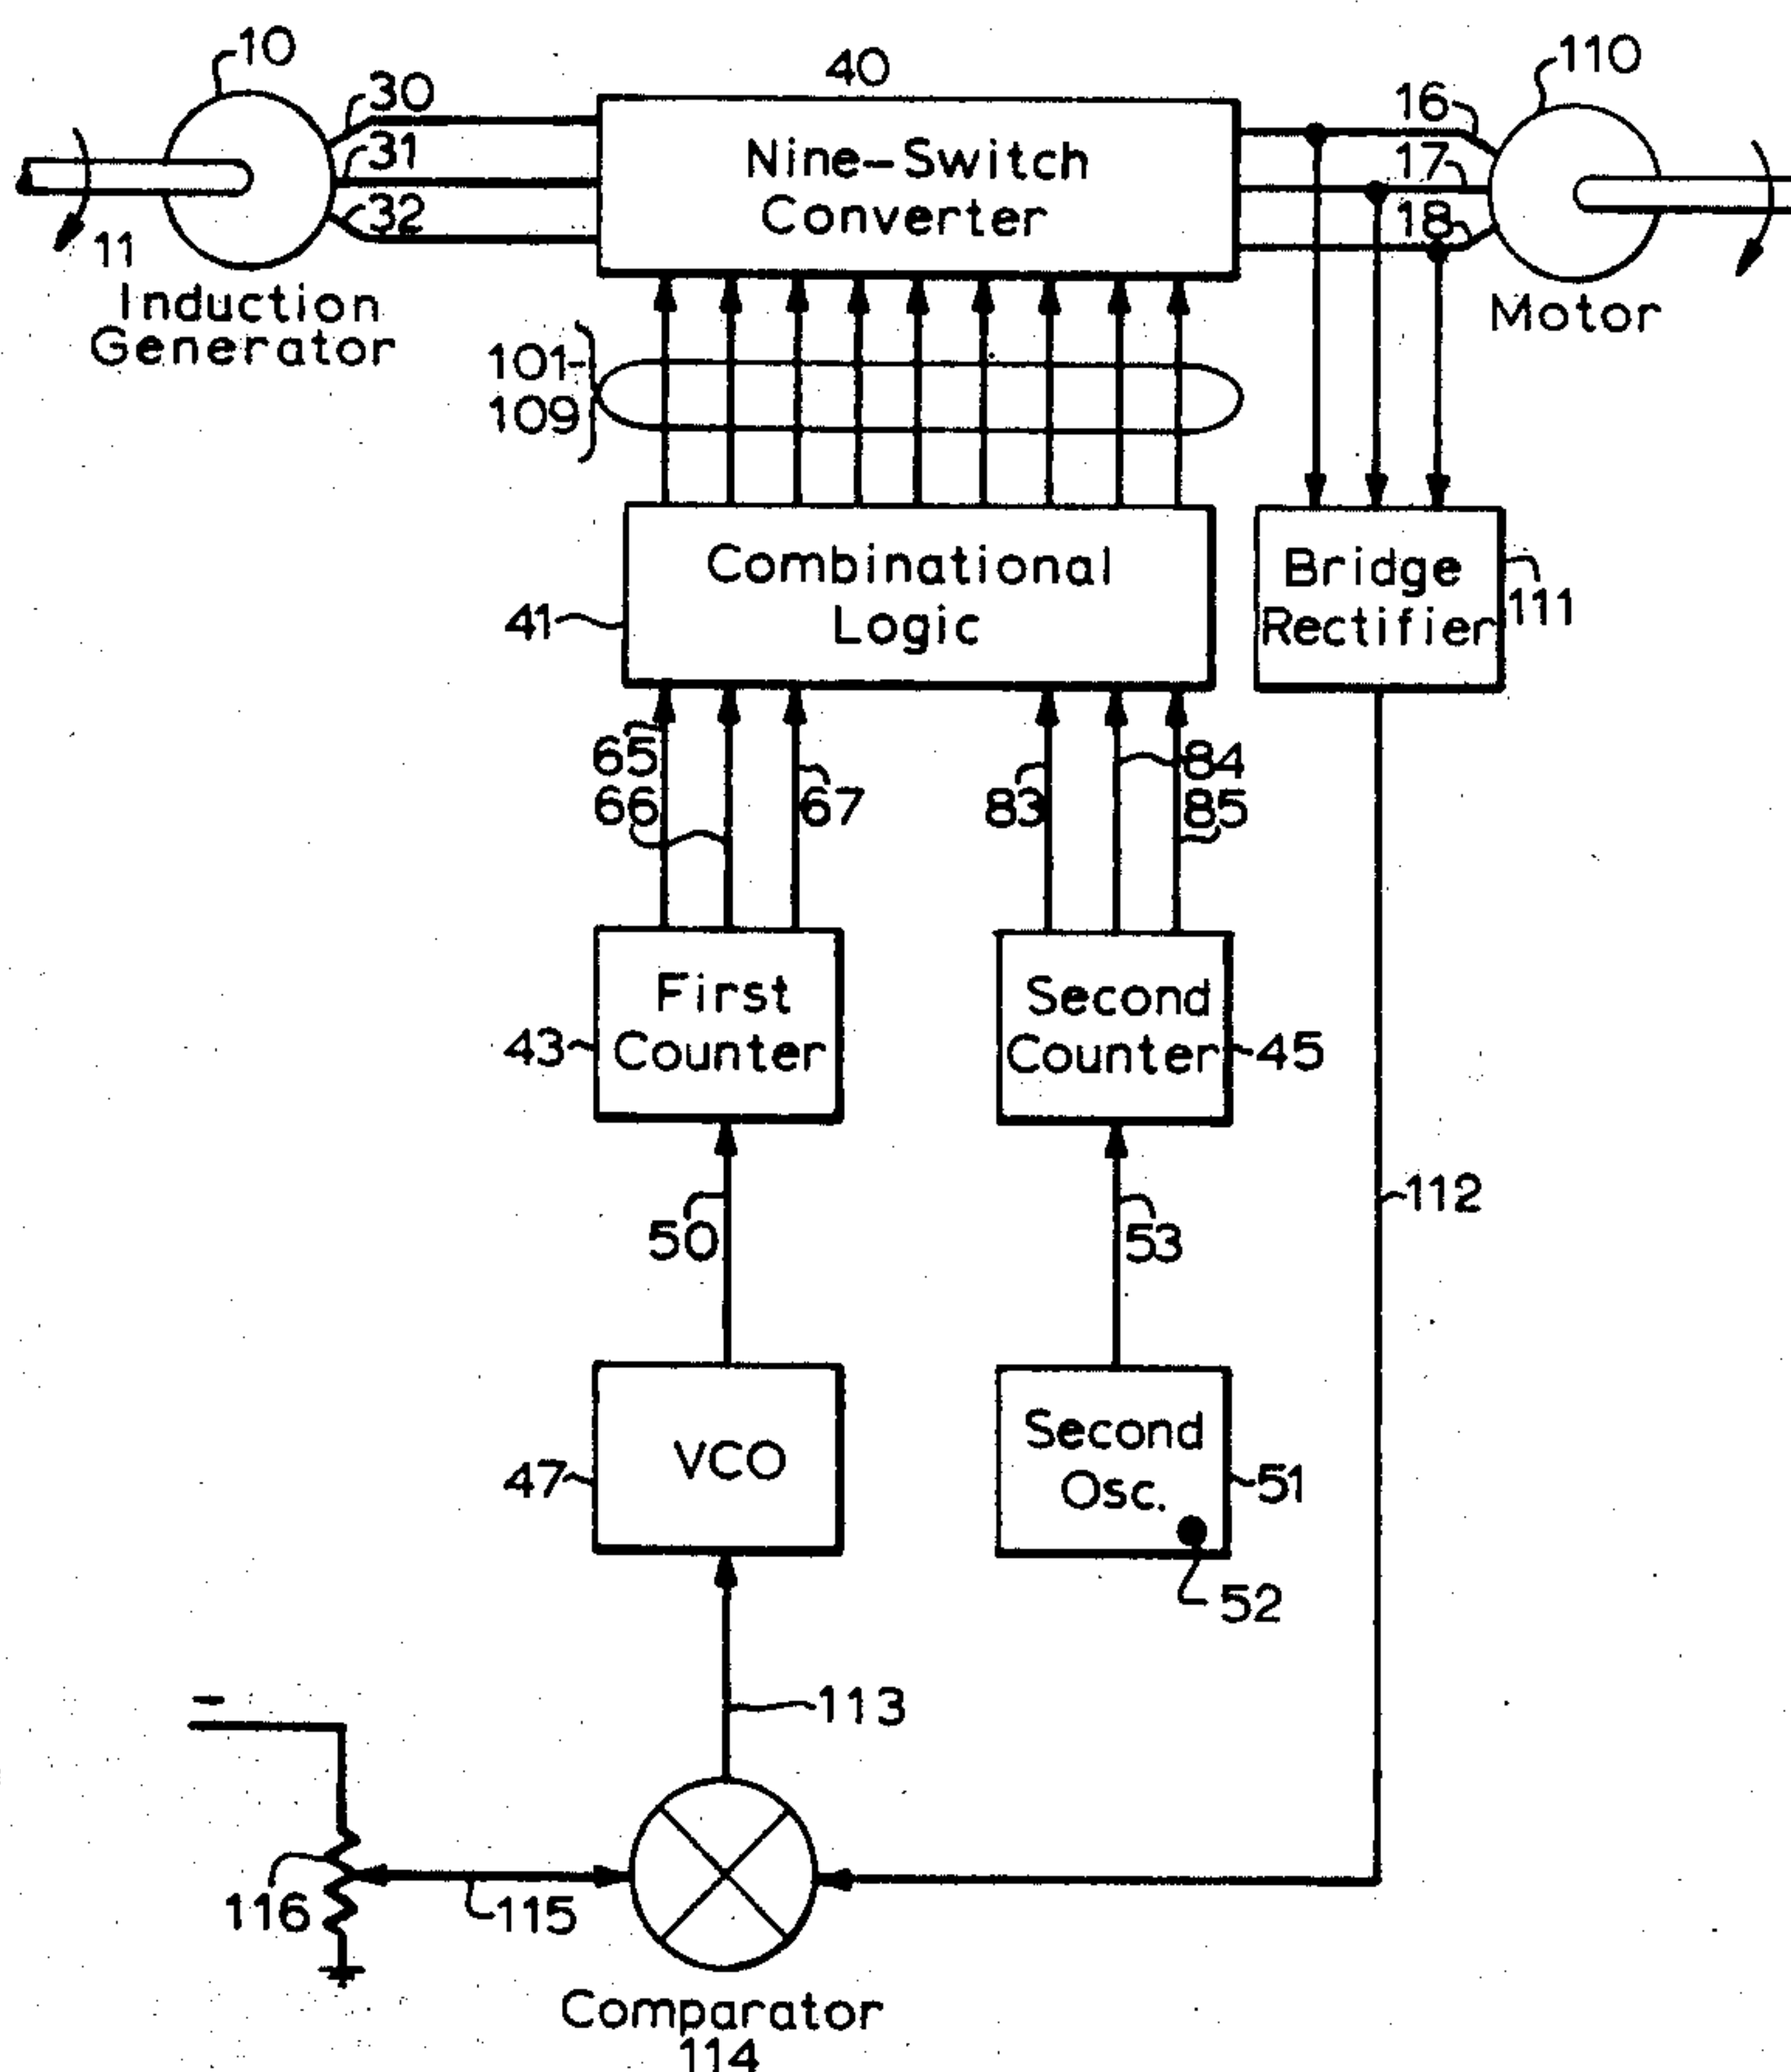 10
30
31
32
11
Induction
Generator
40
Nine-Switch
Converter
16
17
18
110
Motor
101-
109
Combinational
Logic
41
Bridge
Rectifier
111
65
66
67
83
84
85
First
Counter
43
Second
Counter
45
50
53
112
VCO
47
Second
Osc.
51
52
113
-
116
115
Comparator
114